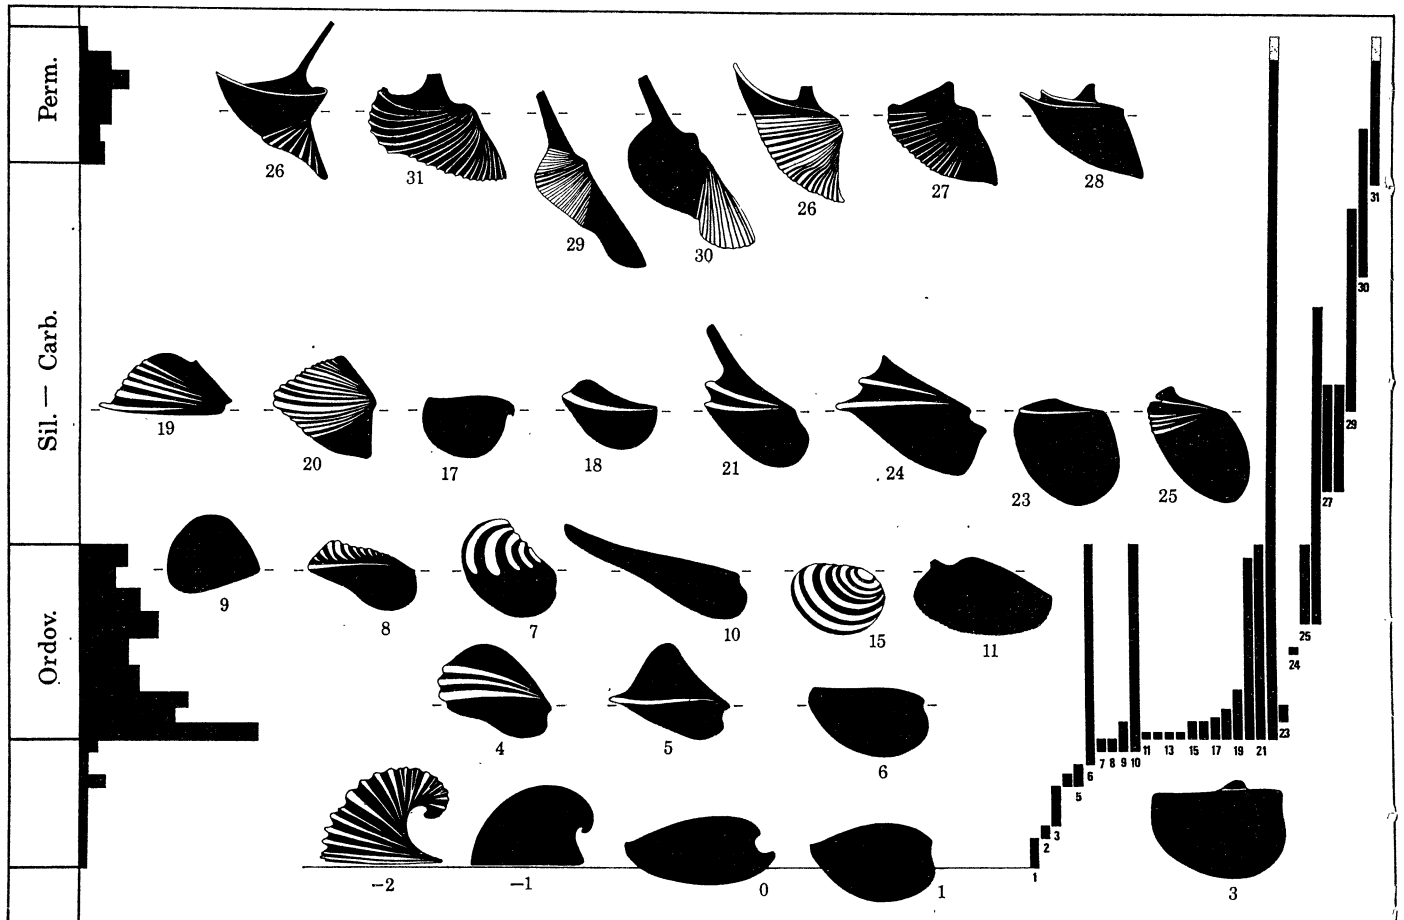 Perm.
26 31 29 30 26 27 28
Sil. — Carb.
19 20 17 18 21 24 23 25
Ordov.
9 8 7 10 15 11
4 5 6
-2 -1 0 1 3
1 2 3 5 6 7 8 9 10 11 13 15 17 19 21 23 24 25 27 29 30 31